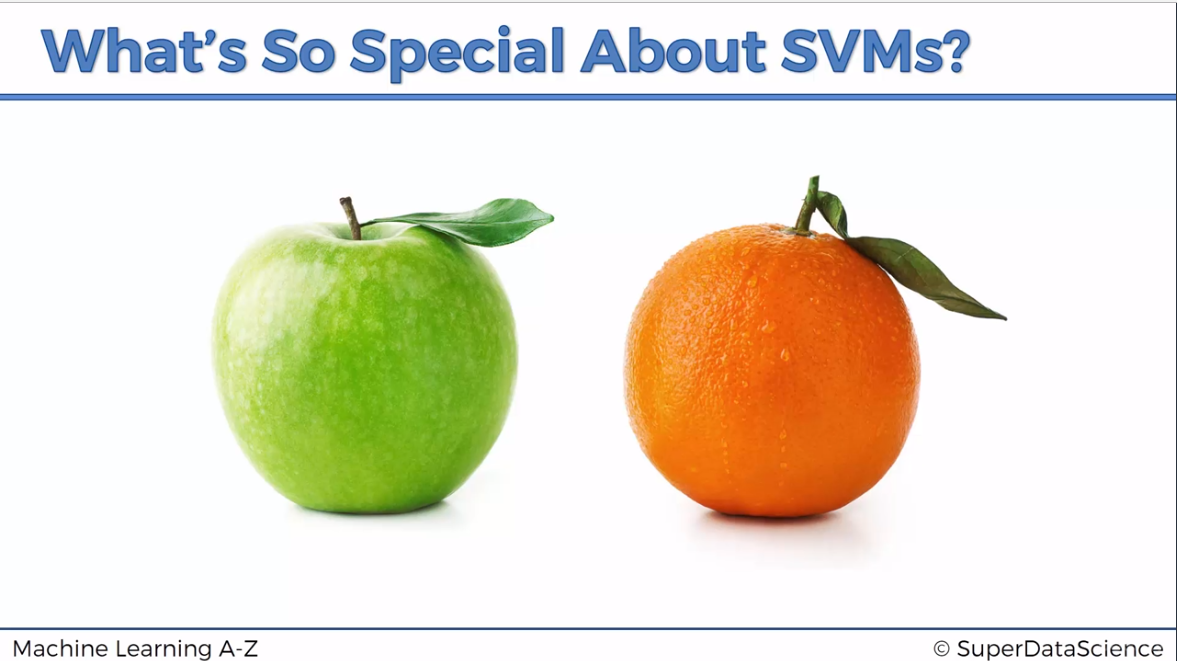 What's So Special About SVMs?
Machine Learning A-Z
© SuperDataScience